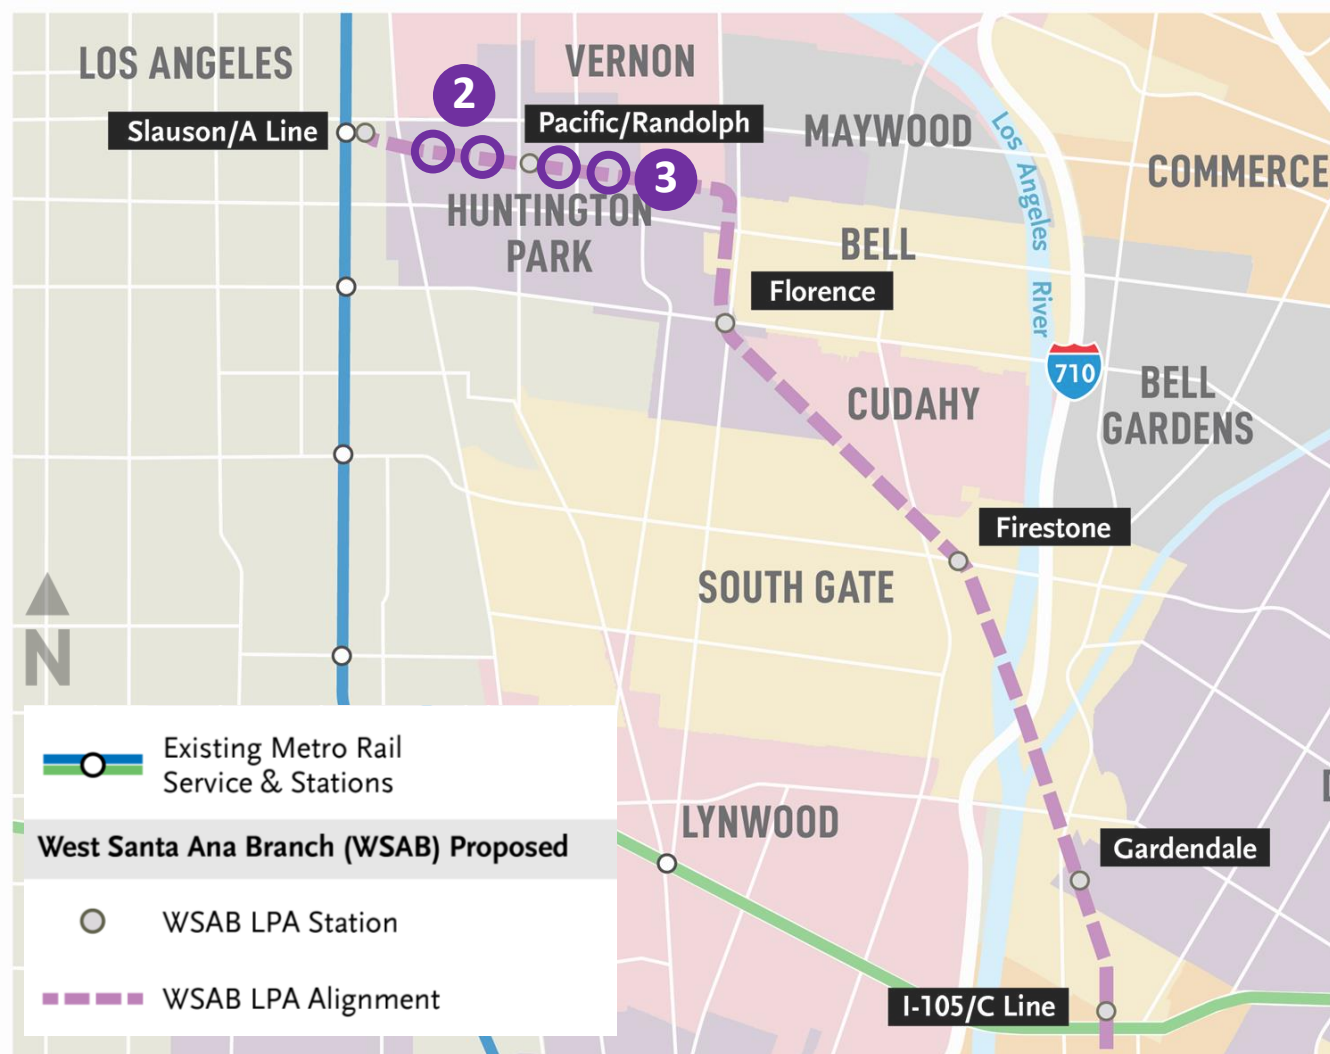 LOS ANGELES
VERNON
2
Slauson/A Line
Pacific/Randolph
MAYWOOD
Los Angeles River
COMMERCE
3
HUNTINGTON
PARK
BELL
Florence
710
BELL
GARDENS
CUDAHY
Firestone
SOUTH GATE
N
Existing Metro Rail
Service & Stations
West Santa Ana Branch (WSAB) Proposed
WSAB LPA Station
WSAB LPA Alignment
LYNWOOD
Gardendale
I-105/C Line